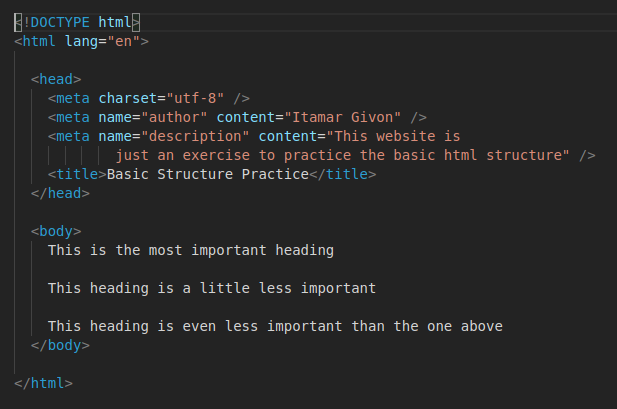 <!DOCTYPE html>
<html lang="en">
<head>
<meta charset="utf-8" />
<meta name="author" content="Itamar Givon" />
<meta name="description" content="This website is
just an exercise to practice the basic html structure" />
<title>Basic Structure Practice</title>
</head>
<body>
This is the most important heading
This heading is a little less important
This heading is even less important than the one above
</body>
</html>